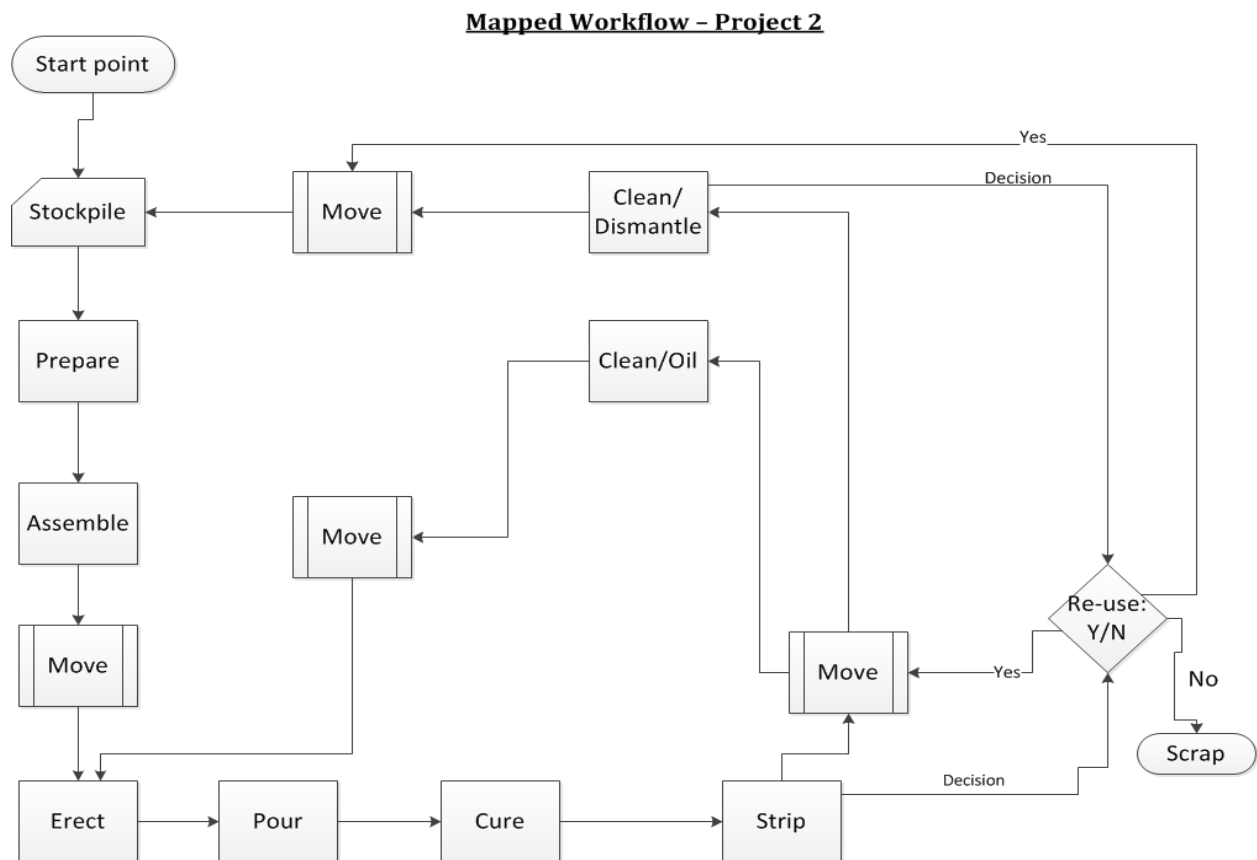 Mapped Workflow – Project 2
Start point
Yes
Decision
Stockpile
Move
Clean/
Dismantle
Prepare
Clean/Oil
Assemble
Move
Re-use:
Y/N
Move
Move
Yes
No
Scrap
Decision
Erect
Pour
Cure
Strip